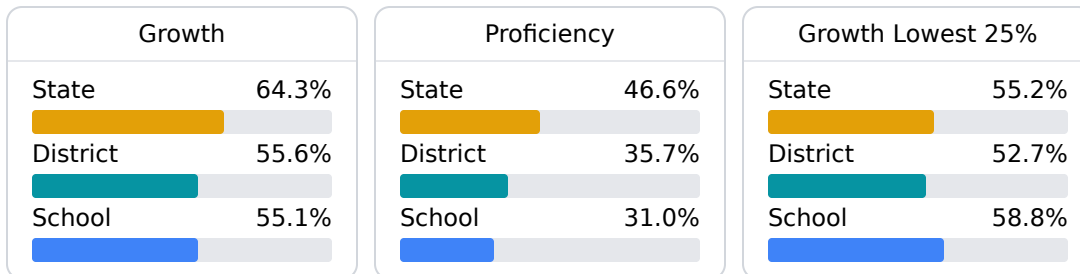 Growth
State 64.3%
District 55.6%
School 55.1%
Proficiency
State 46.6%
District 35.7%
School 31.0%
Growth Lowest 25%
State 55.2%
District 52.7%
School 58.8%